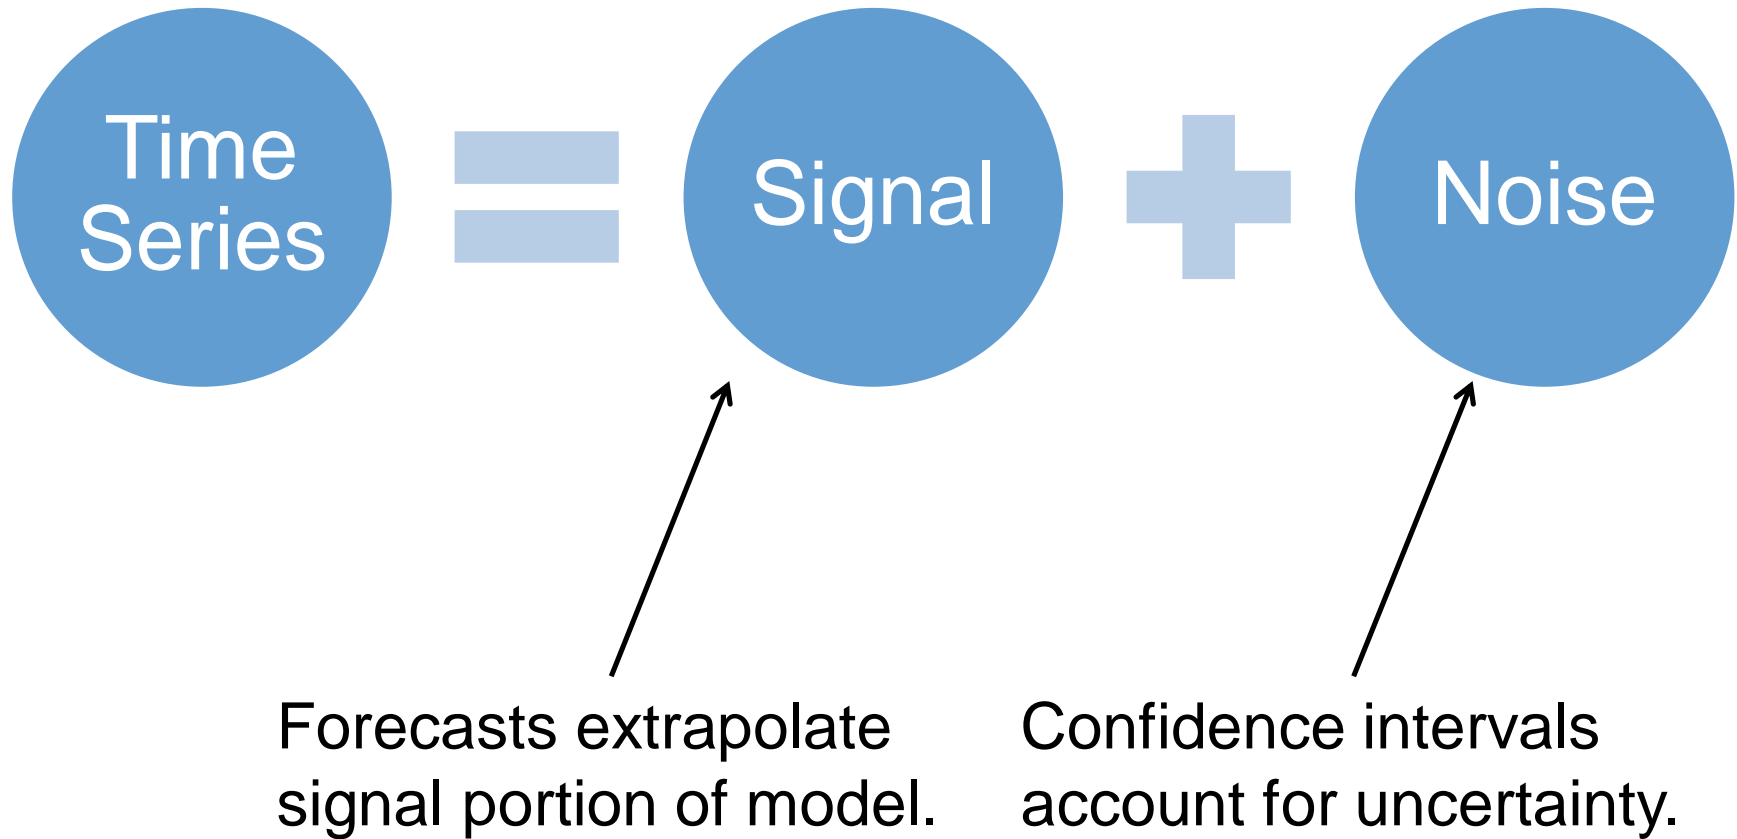 Time
Series
Signal
Noise
Forecasts extrapolate
signal portion of model.
Confidence intervals
account for uncertainty.